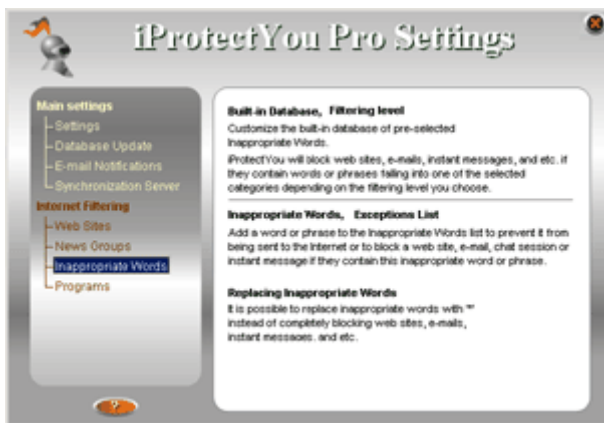 iProtectYou Pro Settings
Main settings
Settings
Database Update
E-mail Notifications
Synchronization Server
Internet Filtering
Web Sites
News Groups
Inappropriate Words
Programs
Built-in Database, Filtering level
Customize the built-in database of pre-selected
Inappropriate Words.
iProtectYou will block web sites, e-mails, instant messages, and etc. if
they contain words or phrases falling into one of the selected
categories depending on the filtering level you choose.
Inappropriate Words, Exceptions List
Add a word or phrase to the Inappropriate Words list to prevent it from
being sent to the Internet or to block a web site, e-mail, chat session or
instant message if they contain this inappropriate word or phrase.
Replacing Inappropriate Words
It is possible to replace inappropriate words with "*"
instead of completely blocking web sites, e-mails,
instant messages, and etc.
?